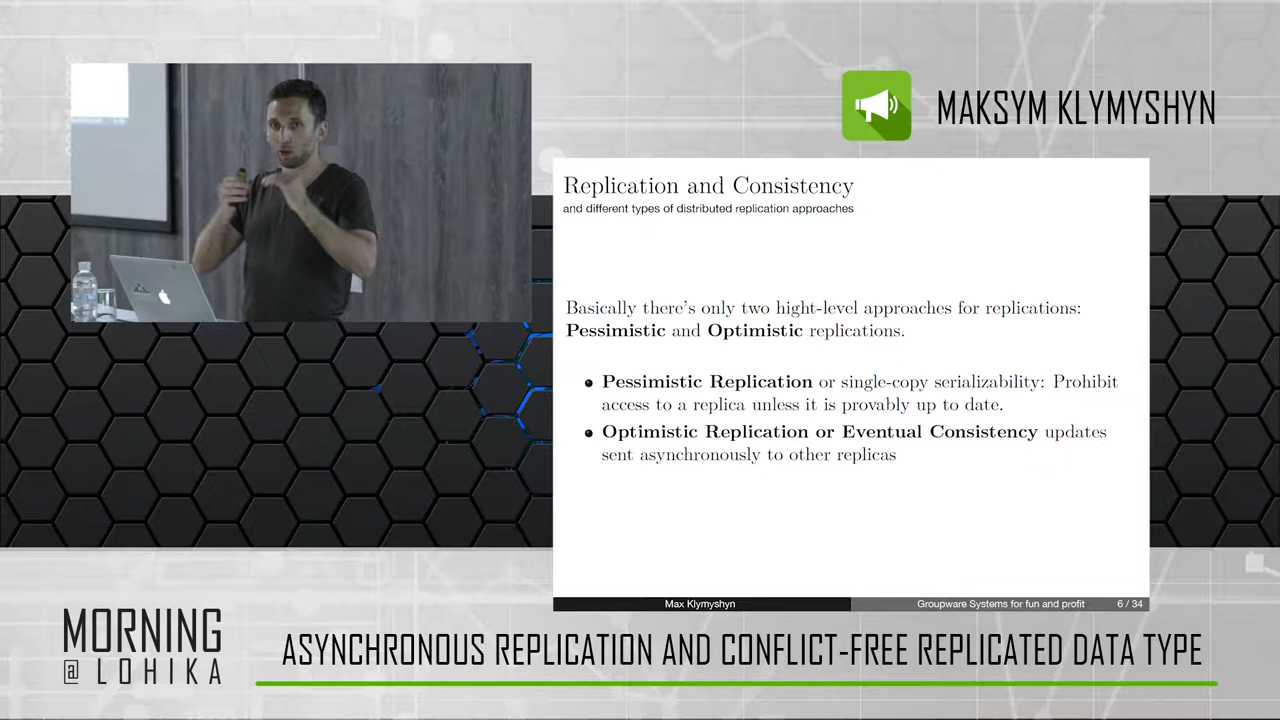 MAKSYM KLYMYSHYN
Replication and Consistency
and different types of distributed replication approaches
Basically there's only two hight-level approaches for replications:
Pessimistic and Optimistic replications.
Pessimistic Replication or single-copy serializability: Prohibit
access to a replica unless it is provably up to date.
Optimistic Replication or Eventual Consistency updates
sent asynchronously to other replicas
Max Klymyshyn
Groupware Systems for fun and profit 6 / 34
MORNING
@ LOHIKA
ASYNCHRONOUS REPLICATION AND CONFLICT-FREE REPLICATED DATA TYPE